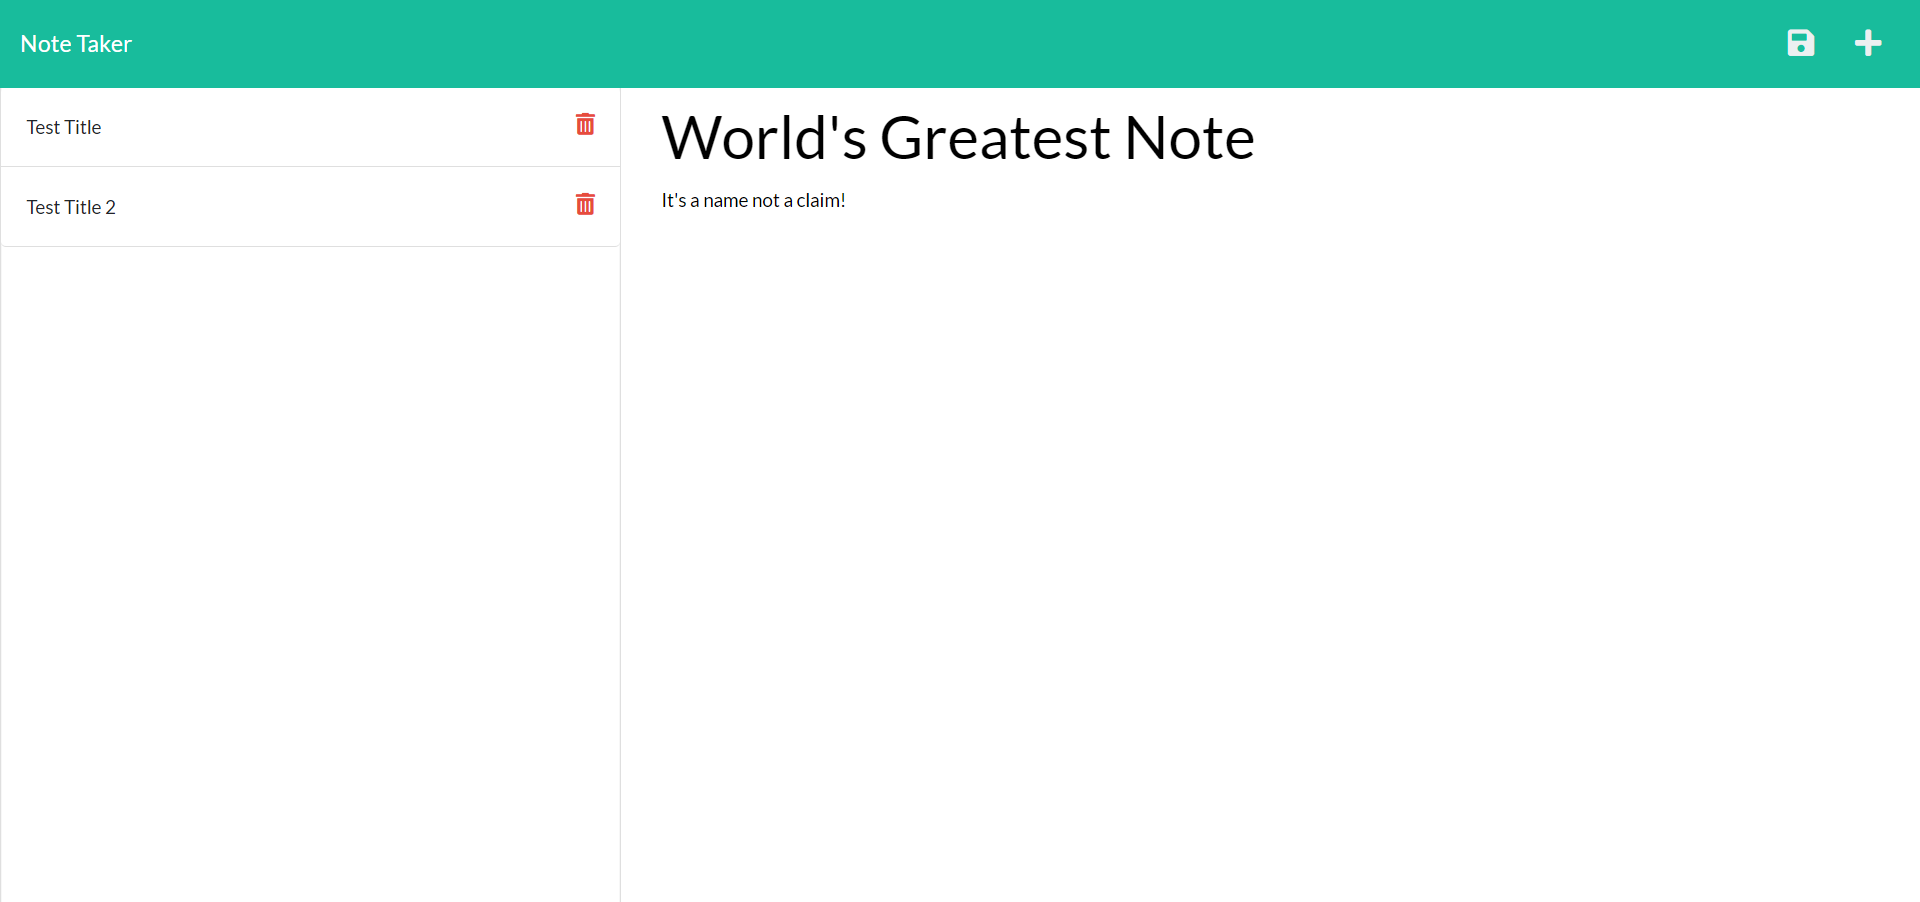 Note Taker
Test Title
Test Title 2
World's Greatest Note
It's a name not a claim!